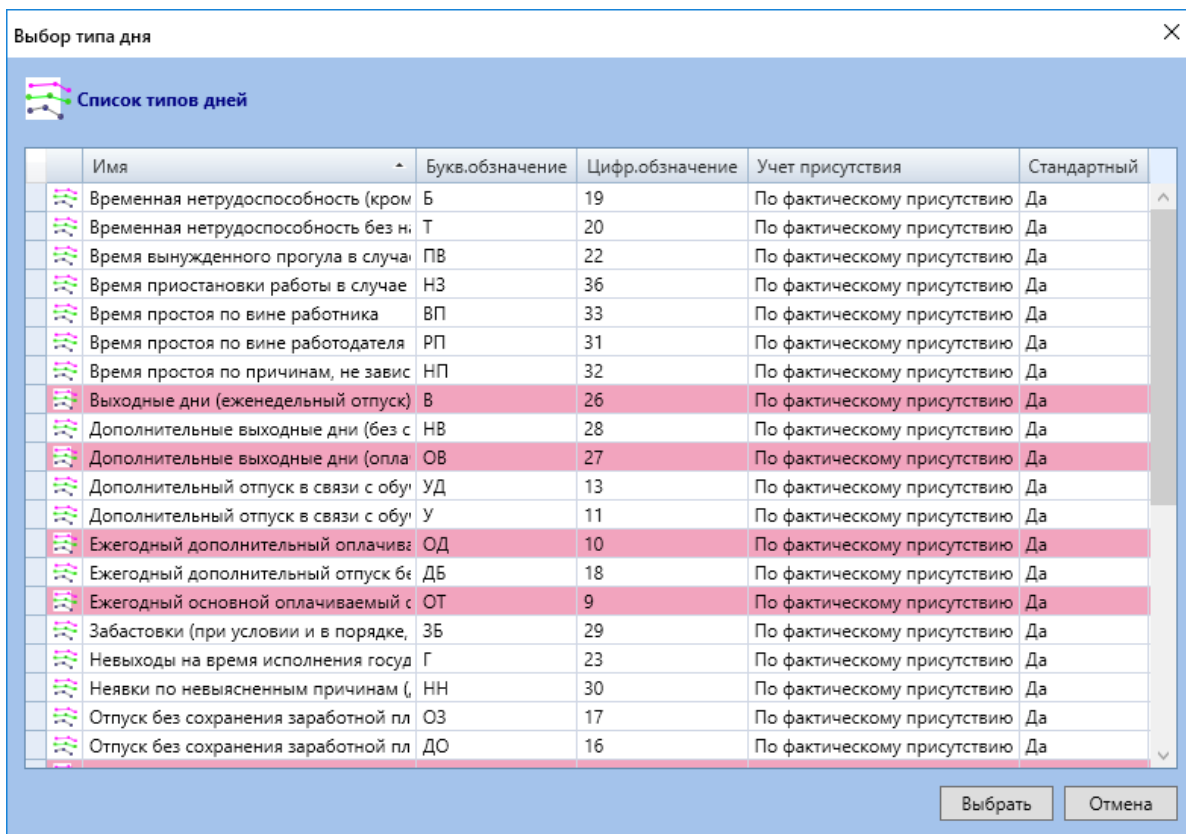 Выбор типа дня
Список типов дней
Имя Букв.обзначение Цифр.обзначение Учет присутствия Стандартный
Временная нетрудоспособность (кром Б 19 По фактическому присутствию Да
Временная нетрудоспособность без на Т 20 По фактическому присутствию Да
Время вынужденного прогула в случа ПВ 22 По фактическому присутствию Да
Время приостановки работы в случае НЗ 36 По фактическому присутствию Да
Время простоя по вине работника ВП 33 По фактическому присутствию Да
Время простоя по вине работодателя РП 31 По фактическому присутствию Да
Время простоя по причинам, не завис НП 32 По фактическому присутствию Да
Выходные дни (еженедельный отпуск) В 26 По фактическому присутствию Да
Дополнительные выходные дни (без с НВ 28 По фактическому присутствию Да
Дополнительные выходные дни (опла ОВ 27 По фактическому присутствию Да
Дополнительный отпуск в связи с обу УД 13 По фактическому присутствию Да
Дополнительный отпуск в связи с обу У 11 По фактическому присутствию Да
Ежегодный дополнительный оплачива ОД 10 По фактическому присутствию Да
Ежегодный дополнительный отпуск бе ДБ 18 По фактическому присутствию Да
Ежегодный основной оплачиваемый о ОТ 9 По фактическому присутствию Да
Забастовки (при условии и в порядке, ЗБ 29 По фактическому присутствию Да
Невыходы на время исполнения госуд Г 23 По фактическому присутствию Да
Неявки по невыясненным причинам (д НН 30 По фактическому присутствию Да
Отпуск без сохранения заработной пл ОЗ 17 По фактическому присутствию Да
Отпуск без сохранения заработной пл ДО 16 По фактическому присутствию Да
Выбрать Отмена